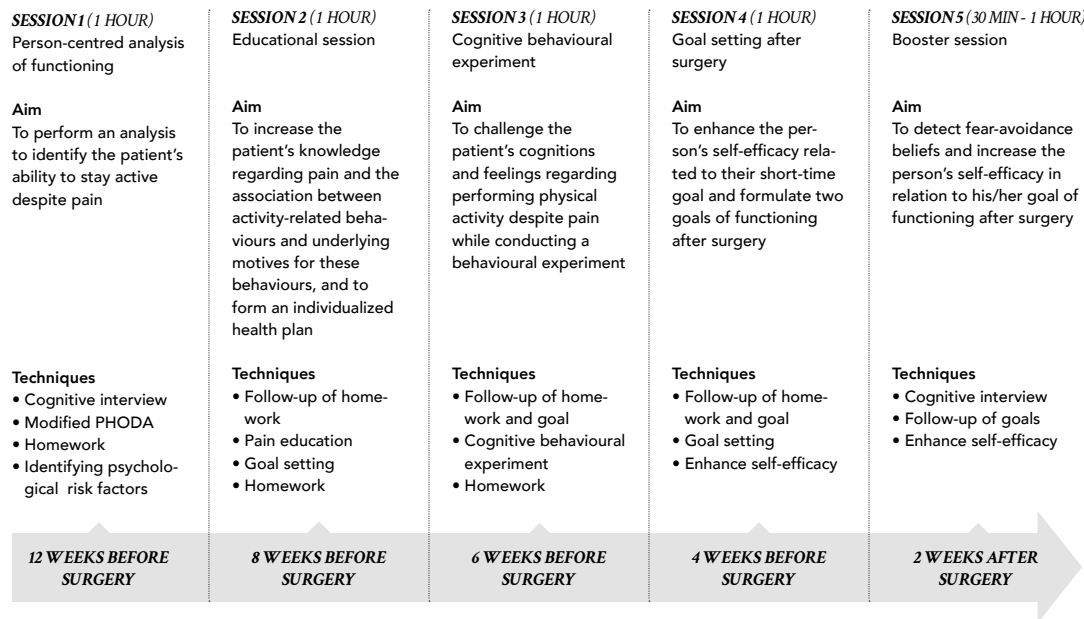 SESSION 1 (1 HOUR)
Person-centred analysis
of functioning
Aim
To perform an analysis
to identify the patient's
ability to stay active
despite pain
Techniques
• Cognitive interview
• Modified PHODA
• Homework
• Identifying psycholo-
gical risk factors
12 WEEKS BEFORE
SURGERY
SESSION 2 (1 HOUR)
Educational session
Aim
To increase the
patient's knowledge
regarding pain and the
association between
activity-related beha-
viours and underlying
motives for these
behaviours, and to
form an individualized
health plan
Techniques
• Follow-up of home-
work
• Pain education
• Goal setting
• Homework
8 WEEKS BEFORE
SURGERY
SESSION 3 (1 HOUR)
Cognitive behavioural
experiment
Aim
To challenge the
patient's cognitions
and feelings regarding
performing physical
activity despite pain
while conducting a
behavioural experiment
Techniques
• Follow-up of home-
work and goal
• Cognitive behavioural
experiment
• Homework
6 WEEKS BEFORE
SURGERY
SESSION 4 (1 HOUR)
Goal setting after
surgery
Aim
To enhance the per-
son's self-efficacy rela-
ted to their short-time
goal and formulate two
goals of functioning
after surgery
Techniques
• Follow-up of home-
work and goal
• Goal setting
• Enhance self-efficacy
4 WEEKS BEFORE
SURGERY
SESSION 5 (30 MIN - 1 HOUR)
Booster session
Aim
To detect fear-avoidance
beliefs and increase the
person's self-efficacy in
relation to his/her goal of
functioning after surgery
Techniques
• Cognitive interview
• Follow-up of goals
• Enhance self-efficacy
2 WEEKS AFTER
SURGERY